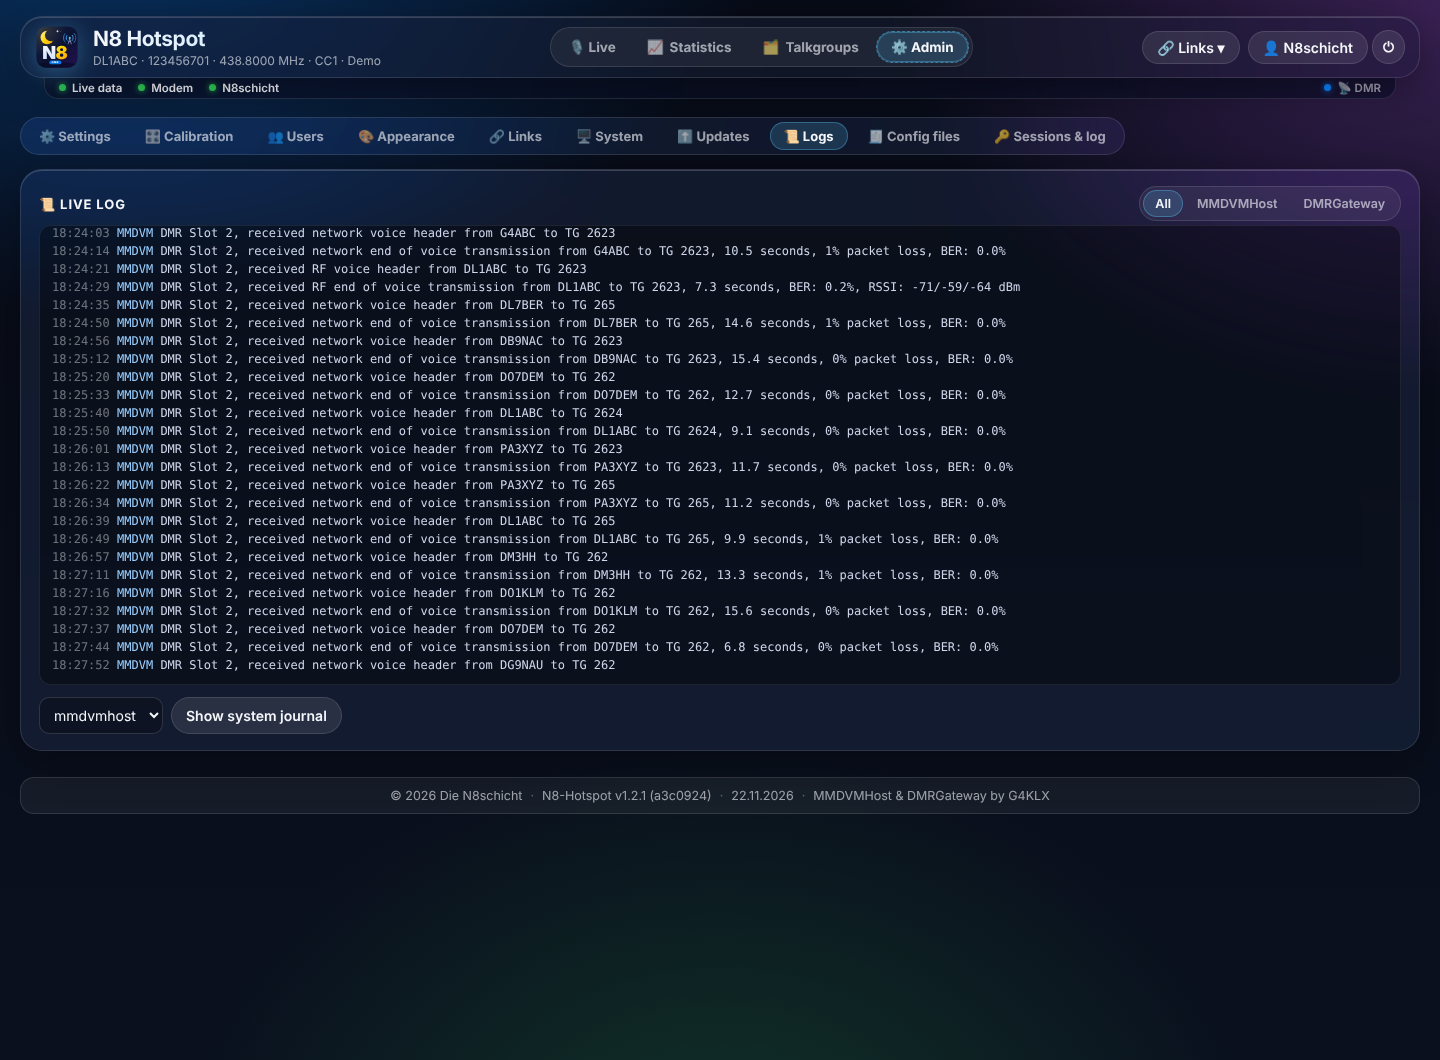 N8
N8 Hotspot
DL1ABC · 123456701 · 438.8000 MHz · CC1 · Demo
Live
Statistics
Talkgroups
Admin
Links ▾
N8schicht
Live data
Modem
N8schicht
DMR
Settings
Calibration
Users
Appearance
Links
System
Updates
Logs
Config files
Sessions & log
LIVE LOG
All
MMDVMHost
DMRGateway
18:24:03 MMDVM DMR Slot 2, received network voice header from G4ABC to TG 2623
18:24:14 MMDVM DMR Slot 2, received network end of voice transmission from G4ABC to TG 2623, 10.5 seconds, 1% packet loss, BER: 0.0%
18:24:21 MMDVM DMR Slot 2, received RF voice header from DL1ABC to TG 2623
18:24:29 MMDVM DMR Slot 2, received RF end of voice transmission from DL1ABC to TG 2623, 7.3 seconds, BER: 0.2%, RSSI: -71/-59/-64 dBm
18:24:35 MMDVM DMR Slot 2, received network voice header from DL7BER to TG 265
18:24:50 MMDVM DMR Slot 2, received network end of voice transmission from DL7BER to TG 265, 14.6 seconds, 1% packet loss, BER: 0.0%
18:24:56 MMDVM DMR Slot 2, received network voice header from DB9NAC to TG 2623
18:25:12 MMDVM DMR Slot 2, received network end of voice transmission from DB9NAC to TG 2623, 15.4 seconds, 0% packet loss, BER: 0.0%
18:25:20 MMDVM DMR Slot 2, received network voice header from DO7DEM to TG 262
18:25:33 MMDVM DMR Slot 2, received network end of voice transmission from DO7DEM to TG 262, 12.7 seconds, 0% packet loss, BER: 0.0%
18:25:40 MMDVM DMR Slot 2, received network voice header from DL1ABC to TG 2624
18:25:50 MMDVM DMR Slot 2, received network end of voice transmission from DL1ABC to TG 2624, 9.1 seconds, 0% packet loss, BER: 0.0%
18:26:01 MMDVM DMR Slot 2, received network voice header from PA3XYZ to TG 2623
18:26:13 MMDVM DMR Slot 2, received network end of voice transmission from PA3XYZ to TG 2623, 11.7 seconds, 0% packet loss, BER: 0.0%
18:26:22 MMDVM DMR Slot 2, received network voice header from PA3XYZ to TG 265
18:26:34 MMDVM DMR Slot 2, received network end of voice transmission from PA3XYZ to TG 265, 11.2 seconds, 0% packet loss, BER: 0.0%
18:26:39 MMDVM DMR Slot 2, received network voice header from DL1ABC to TG 265
18:26:49 MMDVM DMR Slot 2, received network end of voice transmission from DL1ABC to TG 265, 9.9 seconds, 1% packet loss, BER: 0.0%
18:26:57 MMDVM DMR Slot 2, received network voice header from DM3HH to TG 262
18:27:11 MMDVM DMR Slot 2, received network end of voice transmission from DM3HH to TG 262, 13.3 seconds, 1% packet loss, BER: 0.0%
18:27:16 MMDVM DMR Slot 2, received network voice header from DO1KLM to TG 262
18:27:32 MMDVM DMR Slot 2, received network end of voice transmission from DO1KLM to TG 262, 15.6 seconds, 0% packet loss, BER: 0.0%
18:27:37 MMDVM DMR Slot 2, received network voice header from DO7DEM to TG 262
18:27:44 MMDVM DMR Slot 2, received network end of voice transmission from DO7DEM to TG 262, 6.8 seconds, 0% packet loss, BER: 0.0%
18:27:52 MMDVM DMR Slot 2, received network voice header from DG9NAU to TG 262
mmdvmhost
Show system journal
© 2026 Die N8schicht · N8-Hotspot v1.2.1 (a3c0924) · 22.11.2026 · MMDVMHost & DMRGateway by G4KLX